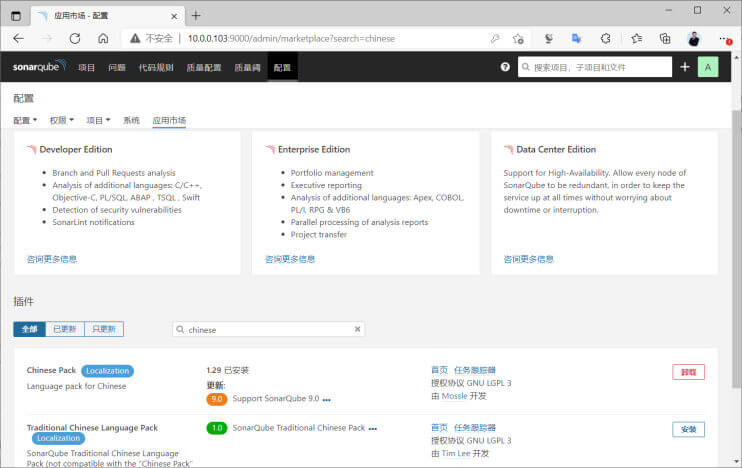 应用市场 - 配置
不安全 10.0.0.103:9000/admin/marketplace?search=chinese
sonarqube 项目 问题 代码规则 质量配置 质量阈 配置 搜索项目、子项目和文件 A
配置
配置 权限 项目 系统 应用市场
Developer Edition
Branch and Pull Requests analysis
Analysis of additional languages: C/C++,
Objective-C, PL/SQL, ABAP , TSQL , Swift
Detection of security vulnerabilities
SonarLint notifications
咨询更多信息
Enterprise Edition
Portfolio management
Executive reporting
Analysis of additional languages: Apex, COBOL,
PL/I, RPG & VB6
Parallel processing of analysis reports
Project transfer
咨询更多信息
Data Center Edition
Support for High-Availability. Allow every node of
SonarQube to be redundant, in order to keep the
service up at all times without worrying about
downtime or interruption.
咨询更多信息
插件
全部 已更新 只更新 chinese
Chinese Pack Localization
Language pack for Chinese
1.29 已安装
更新:
9.0 Support SonarQube 9.0 •••
首页 任务跟踪器
授权协议 GNU LGPL 3
由 Mossle 开发
卸载
Traditional Chinese Language Pack
Localization
SonarQube Traditional Chinese Language
Pack (not compatible with the "Chinese Pack"
1.0 SonarQube Traditional Chinese Pack •••
首页 任务跟踪器
授权协议 GNU LGPL 3
由 Tim Lee 开发
安装